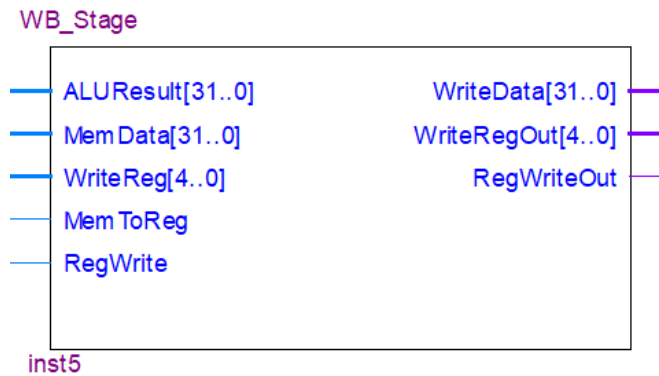 WB_Stage
ALUResult[31..0]
MemData[31..0]
WriteReg[4..0]
MemToReg
RegWrite
WriteData[31..0]
WriteRegOut[4..0]
RegWriteOut
inst5